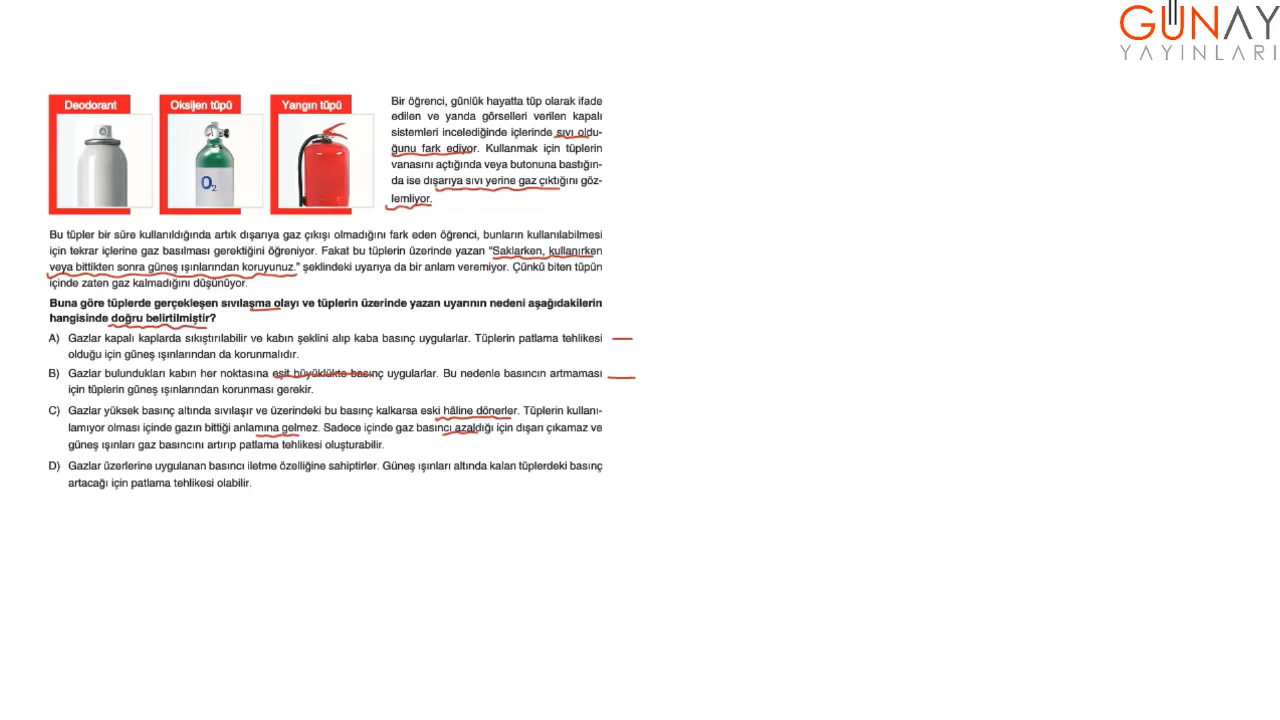 GÜNAY
YAYINLARI
Deodorant
Oksijen tüpü
Yangın tüpü
O2
Bir öğrenci, günlük hayatta tüp olarak ifade
edilen ve yanda görselleri verilen kapalı
sistemleri incelediğinde içlerinde sıvı oldu-
ğunu fark ediyor. Kullanmak için tüplerin
vanasını açtığında veya butonuna bastığın-
da ise dışarıya sıvı yerine gaz çıktığını göz-
lemliyor.
Bu tüpler bir süre kullanıldığında artık dışarıya gaz çıkışı olmadığını fark eden öğrenci, bunların kullanılabilmesi
için tekrar içlerine gaz basılması gerektiğini öğreniyor. Fakat bu tüplerin üzerinde yazan "Saklarken, kullanırken
veya bittikten sonra güneş ışınlarından koruyunuz." şeklindeki uyarıya da bir anlam veremiyor. Çünkü biten tüpün
içinde zaten gaz kalmadığını düşünüyor.
Buna göre tüplerde gerçekleşen sıvılaşma olayı ve tüplerin üzerinde yazan uyarının nedeni aşağıdakilerin
hangisinde doğru belirtilmiştir?
A) Gazlar kapalı kaplarda sıkıştırılabilir ve kabın şeklini alıp kaba basınç uygularlar. Tüplerin patlama tehlikesi
olduğu için güneş ışınlarından da korunmalıdır.
B) Gazlar bulundukları kabın her noktasına eşit büyüklükte basınç uygularlar. Bu nedenle basıncın artmaması
için tüplerin güneş ışınlarından korunması gerekir.
C) Gazlar yüksek basınç altında sıvılaşır ve üzerindeki bu basınç kalkarsa eski hâline dönerler. Tüplerin kullanı-
lamıyor olması içinde gazın bittiği anlamına gelmez. Sadece içinde gaz basıncı azaldığı için dışarı çıkamaz ve
güneş ışınları gaz basıncını artırıp patlama tehlikesi oluşturabilir.
D) Gazlar üzerlerine uygulanan basıncı iletme özelliğine sahiptirler. Güneş ışınları altında kalan tüplerdeki basınç
artacağı için patlama tehlikesi olabilir.